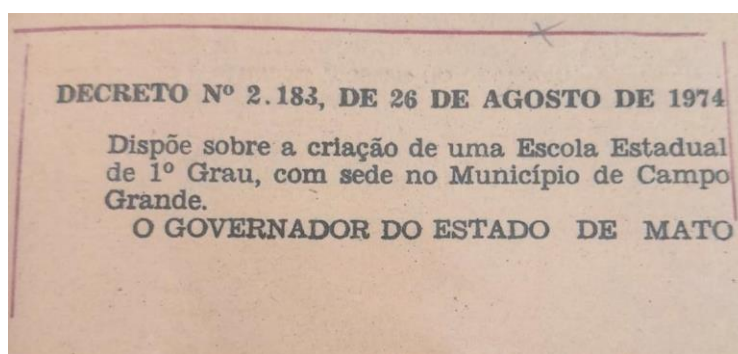 DECRETO Nº 2.183, DE 26 DE AGOSTO DE 1974
Dispõe sobre a criação de uma Escola Estadual
de 1º Grau, com sede no Município de Campo
Grande.
O GOVERNADOR DO ESTADO DE MATO